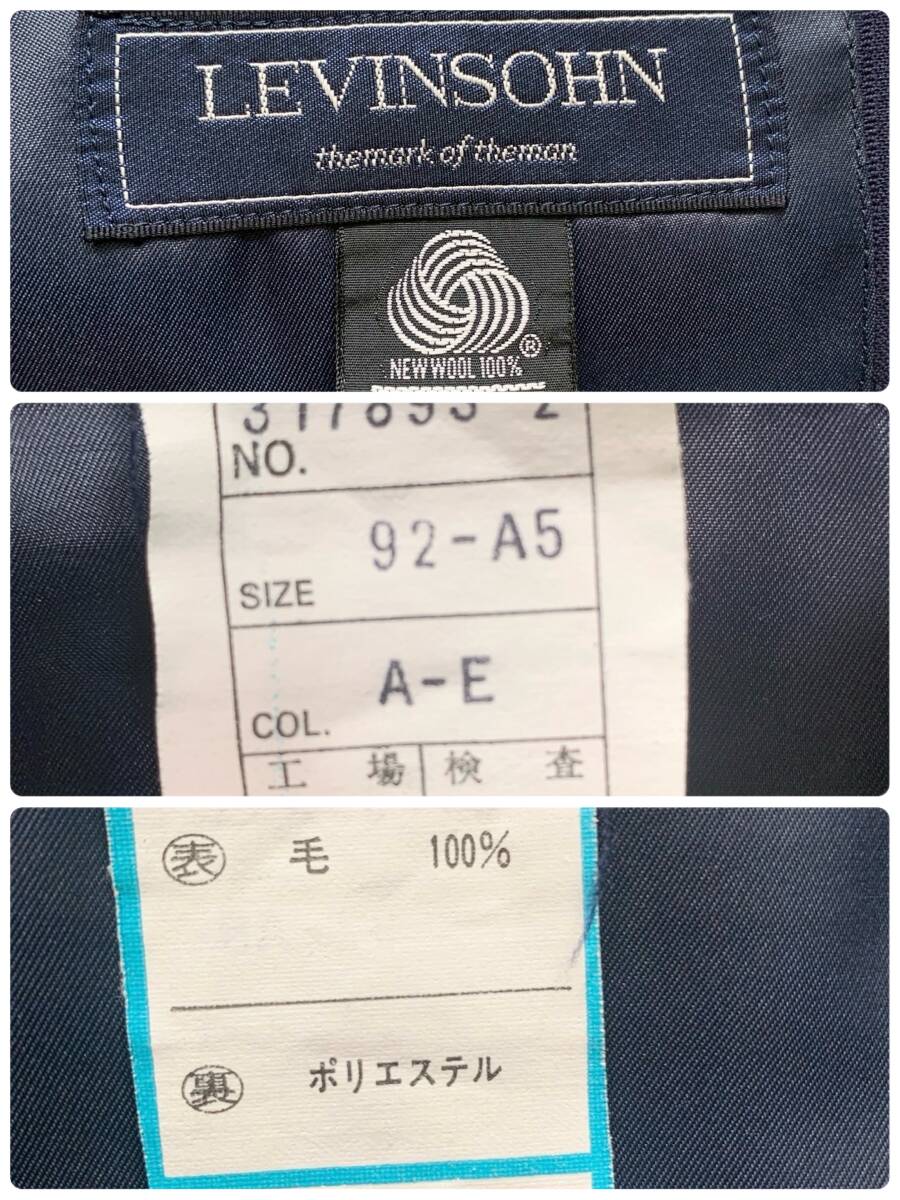 LEVINSOHN
themark of theman
NEW WOOL 100% ®
NO.
SIZE 92-A5
COL. A-E
工場 検査
表 毛 100%
裏 ポリエステル